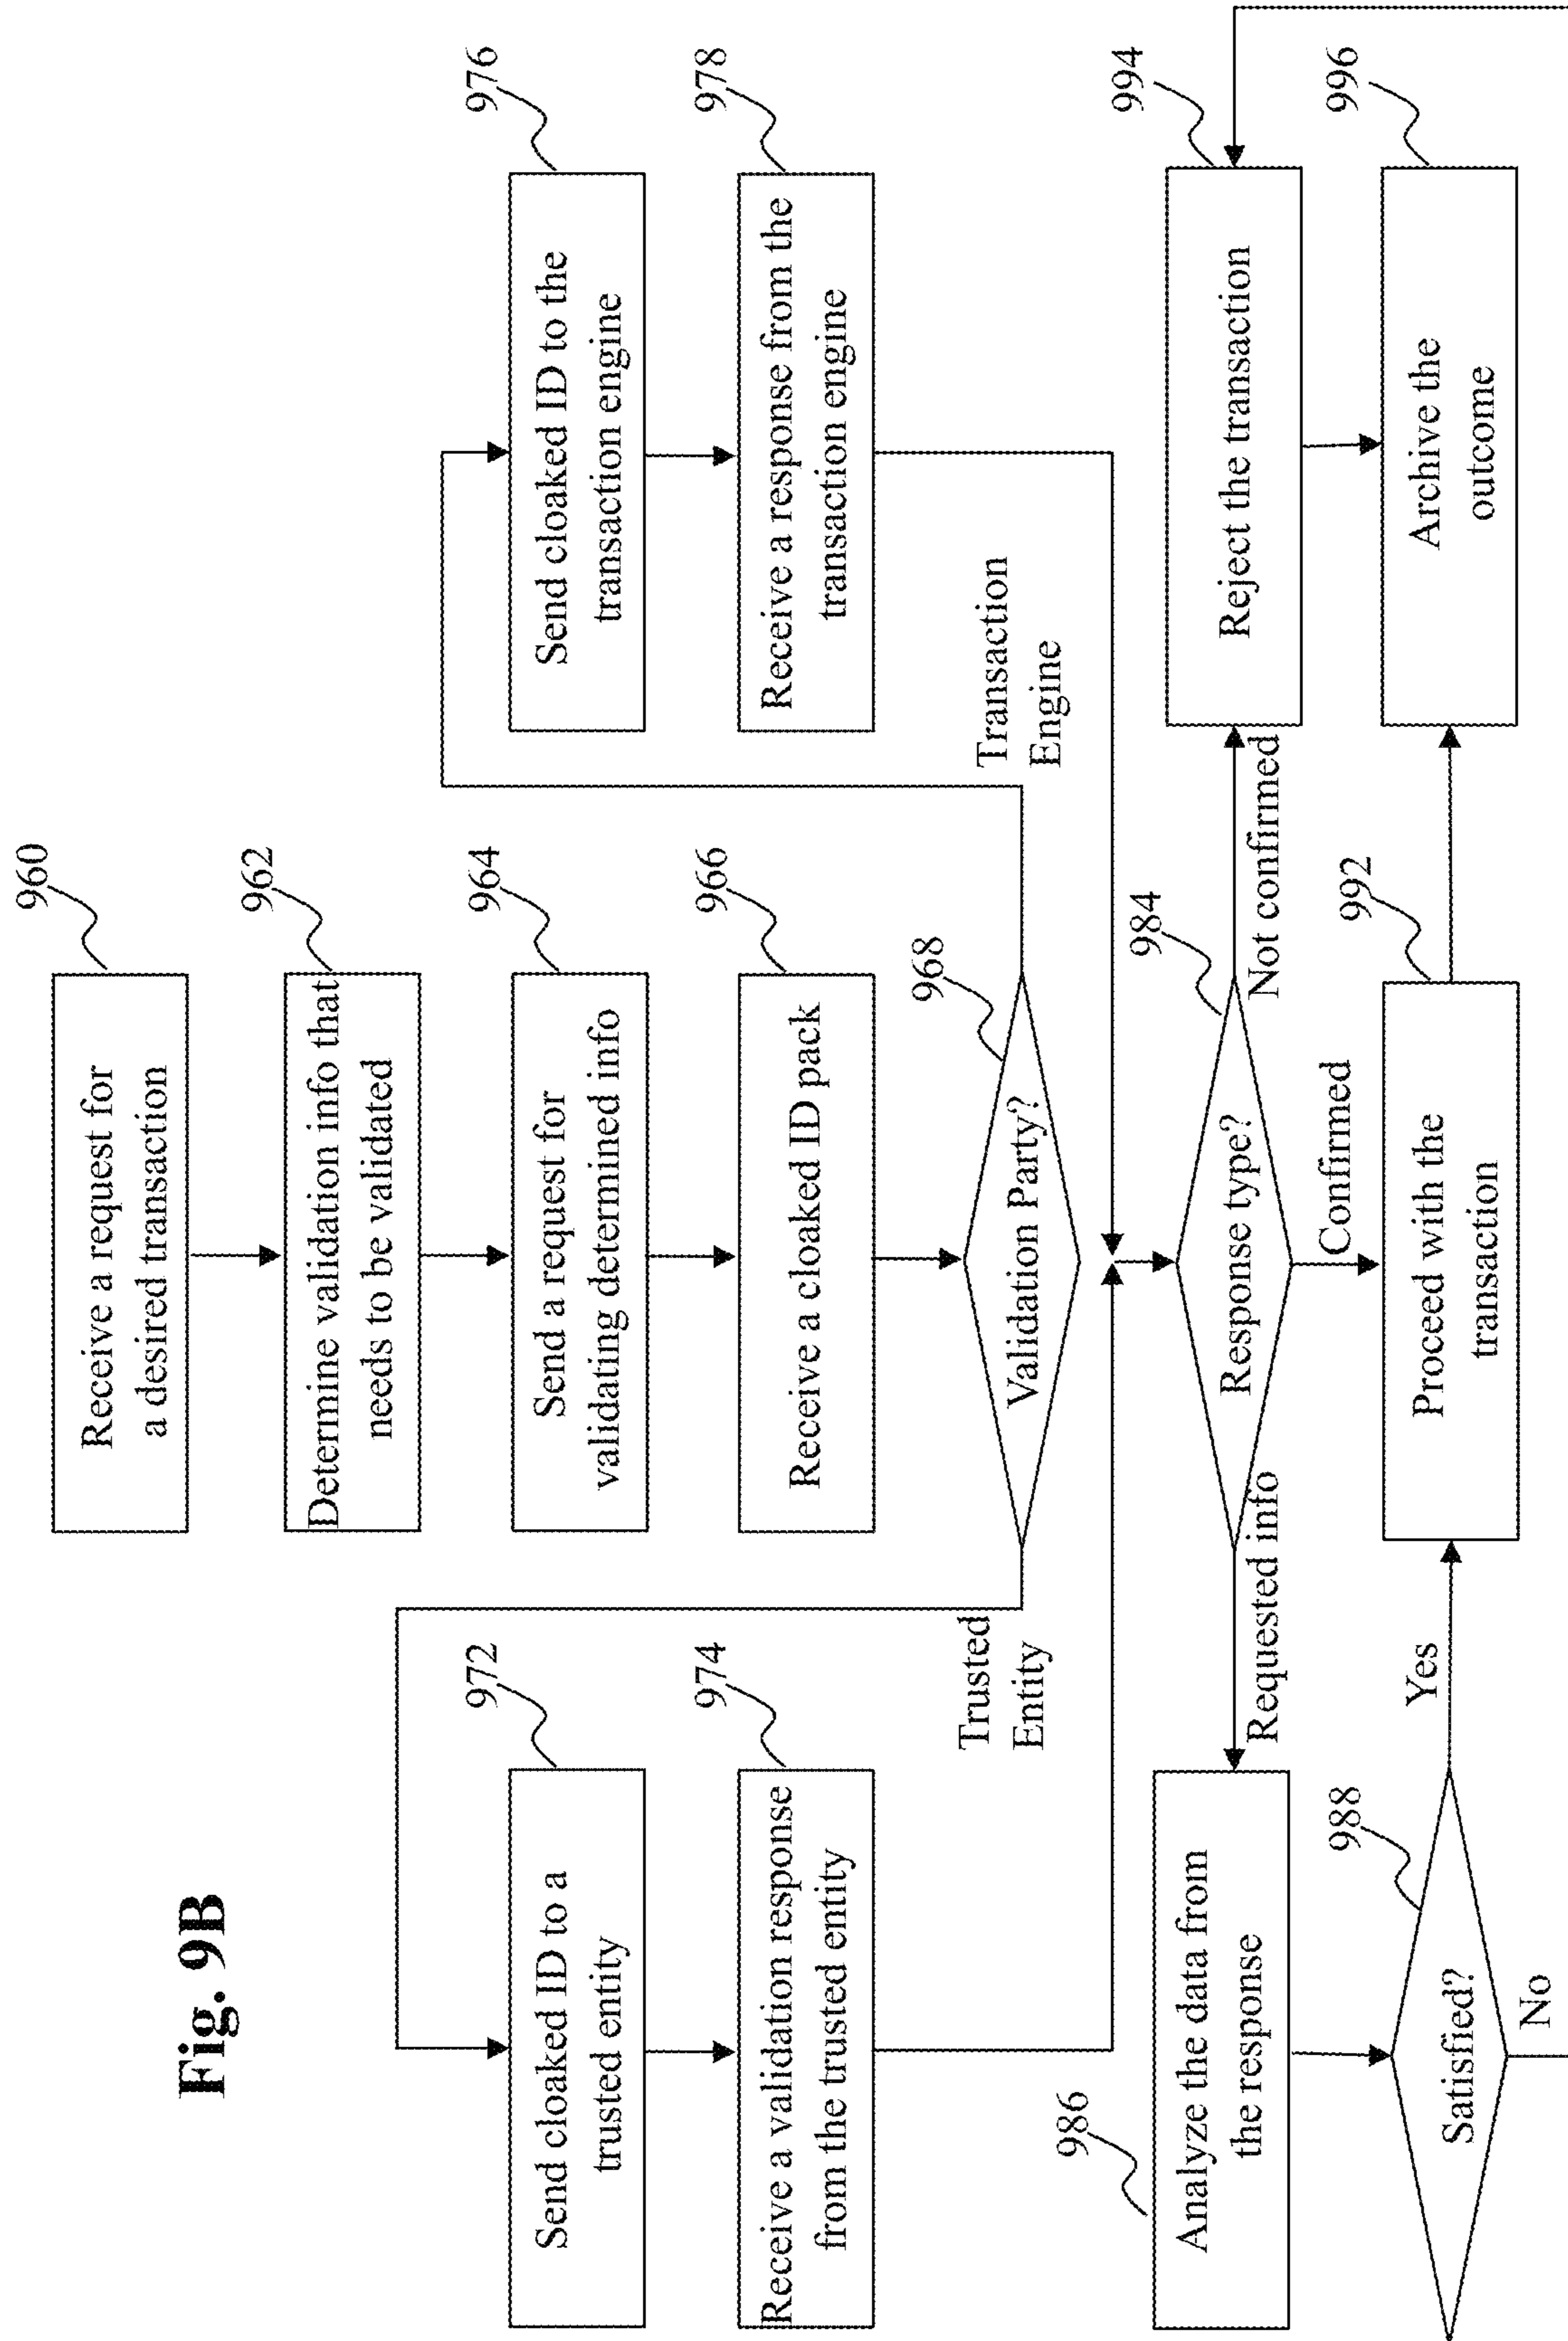 Fig. 9B
960
Receive a request for
a desired transaction
962
Determine validation info that
needs to be validated
964
Send a request for
validating determined info
966
Receive a cloaked ID pack
968
Validation Party?
Trusted
Entity
Transaction
Engine
972
Send cloaked ID to a
trusted entity
974
Receive a validation response
from the trusted entity
976
Send cloaked ID to the
transaction engine
978
Receive a response from the
transaction engine
984
Response type?
Requested info
Confirmed
Not confirmed
986
Analyze the data from
the response
988
Satisfied?
Yes
No
992
Proceed with the
transaction
994
Reject the transaction
996
Archive the
outcome